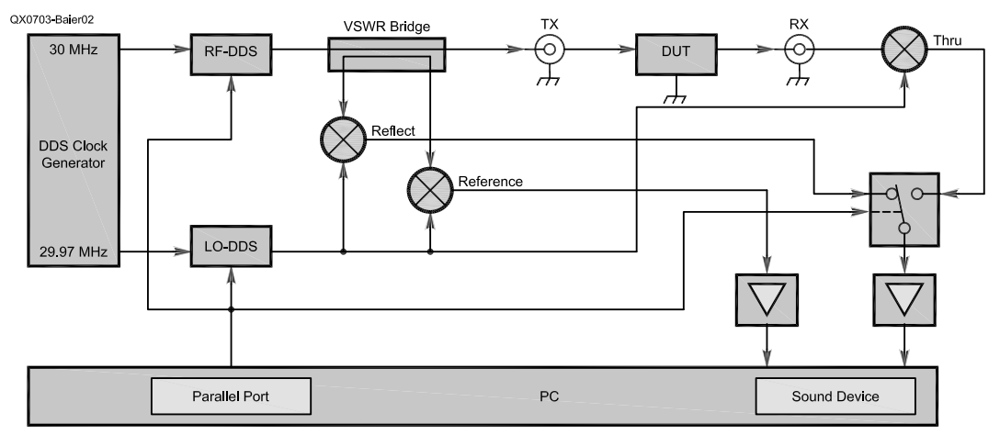 QX0703-Baier02
VSWR Bridge
TX
RX
30 MHz
RF-DDS
DUT
Thru
DDS Clock
Generator
Reflect
Reference
29.97 MHz
LO-DDS
Parallel Port
PC
Sound Device